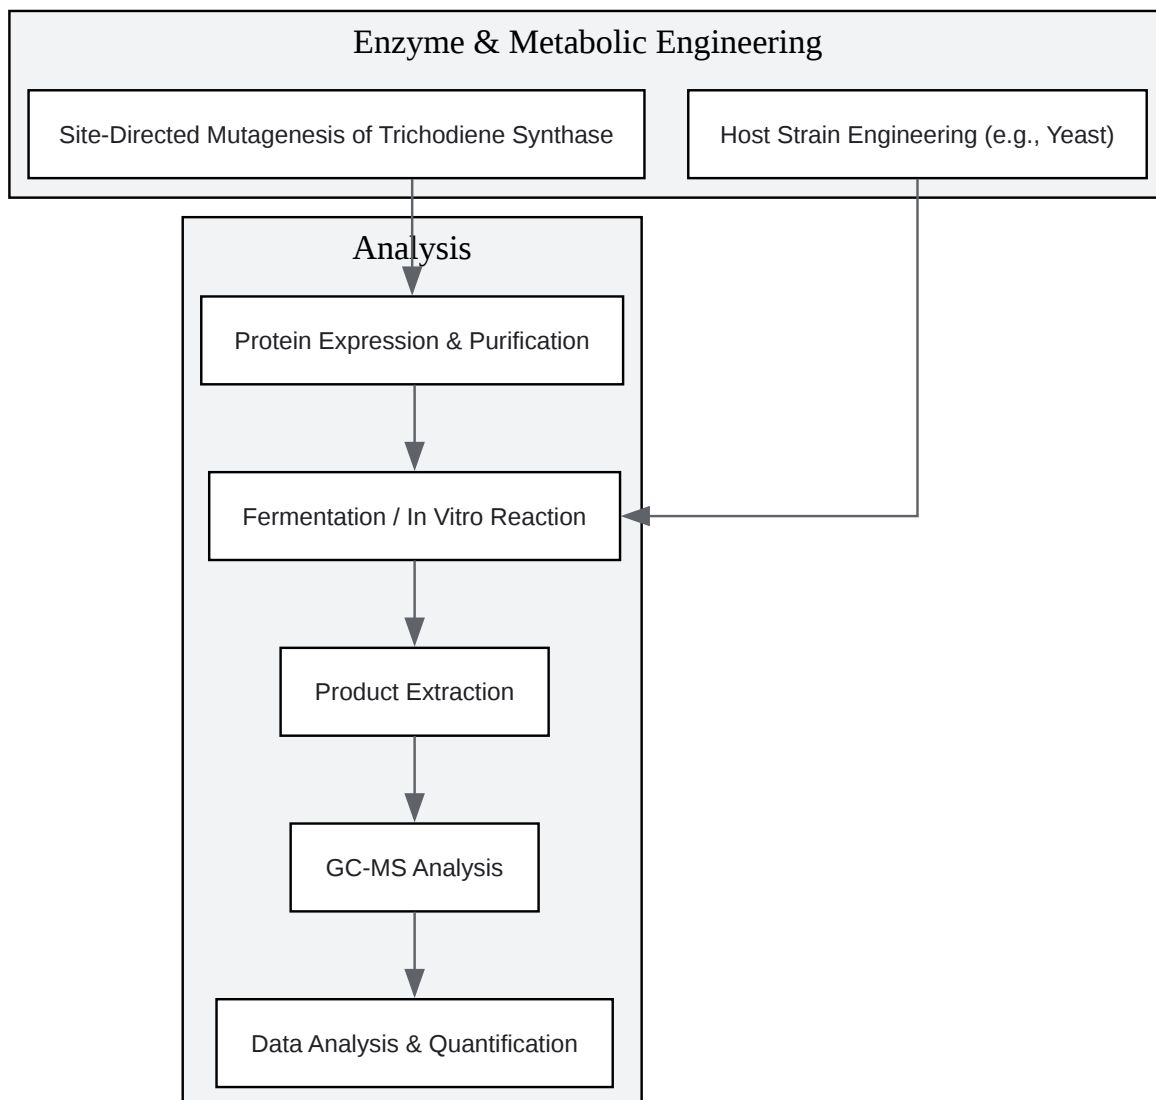 Enzyme & Metabolic Engineering
Site-Directed Mutagenesis of Trichodiene Synthase
Host Strain Engineering (e.g., Yeast)
Analysis
Protein Expression & Purification
Fermentation / In Vitro Reaction
Product Extraction
GC-MS Analysis
Data Analysis & Quantification